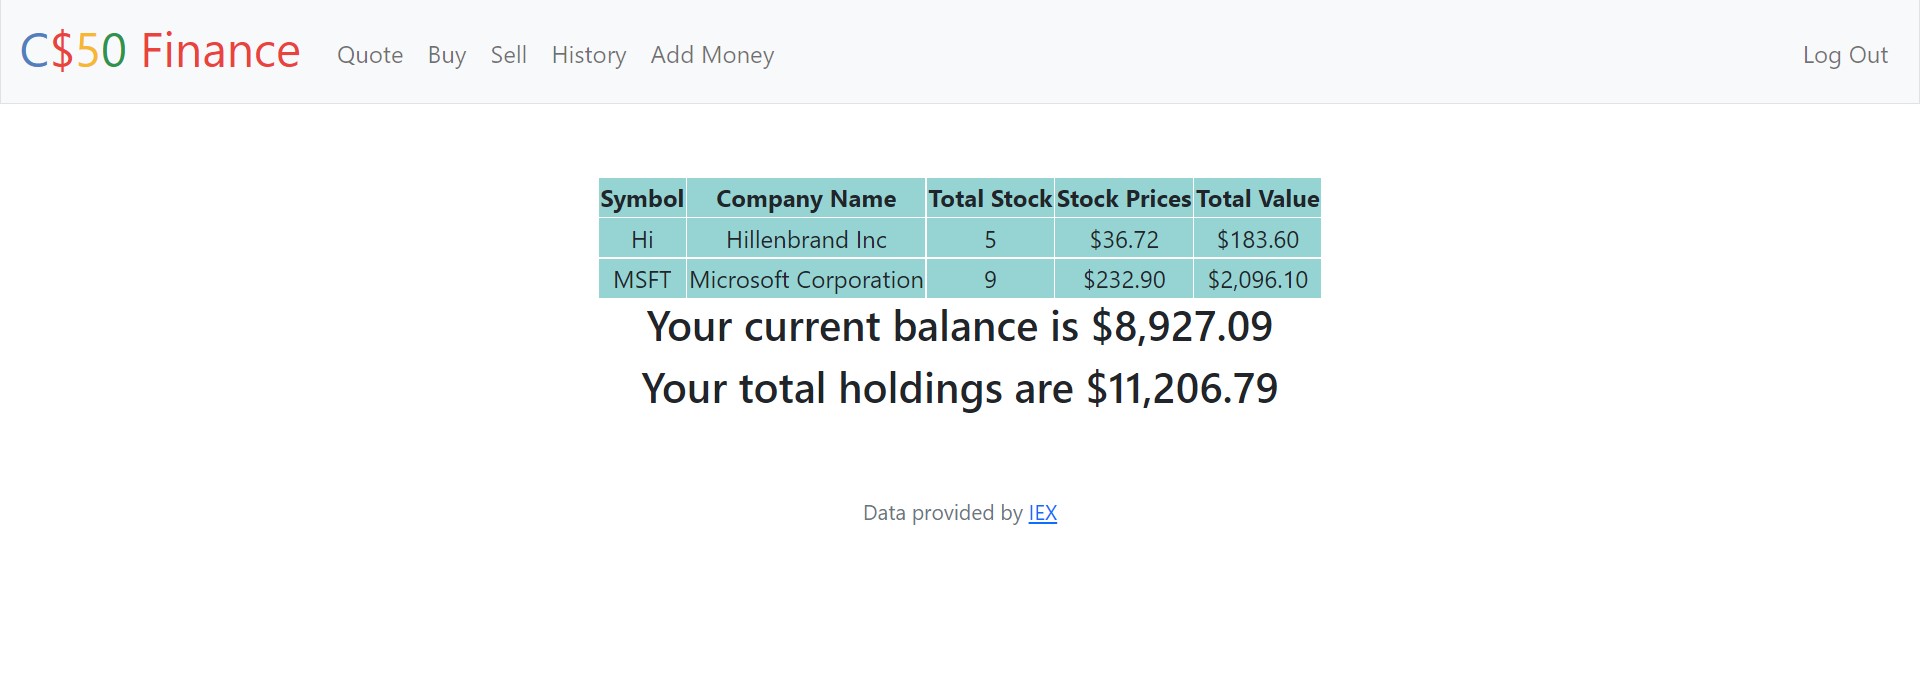 C$50 Finance Quote Buy Sell History Add Money Log Out
Symbol Company Name Total Stock Stock Prices Total Value
Hi Hillenbrand Inc 5 $36.72 $183.60
MSFT Microsoft Corporation 9 $232.90 $2,096.10
Your current balance is $8,927.09
Your total holdings are $11,206.79
Data provided by IEX